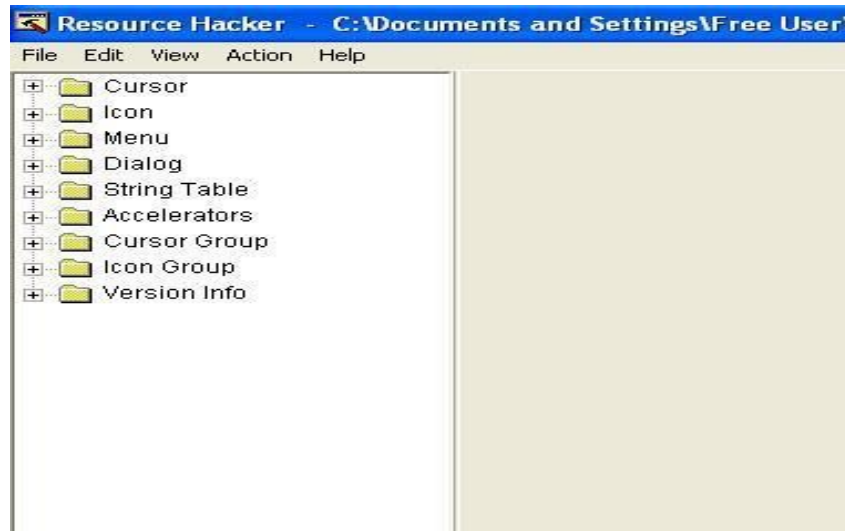 Resource Hacker - C:\Documents and Settings\Free User\
File Edit View Action Help
Cursor
Icon
Menu
Dialog
String Table
Accelerators
Cursor Group
Icon Group
Version Info